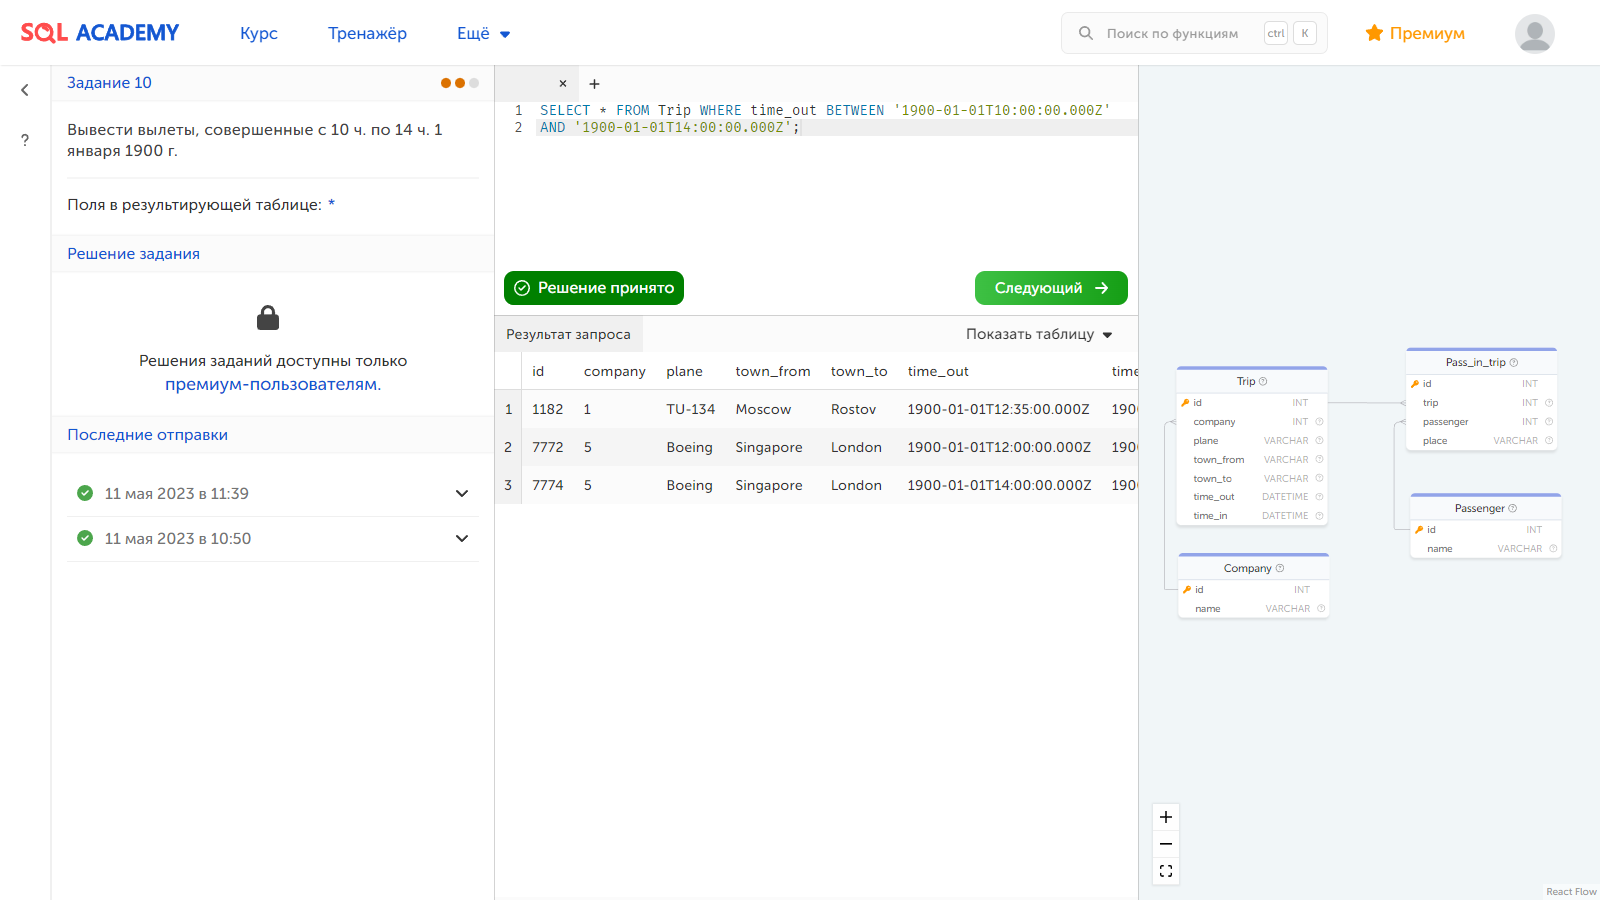 SQL ACADEMY
Курс
Тренажёр
Ещё
Поиск по функциям
ctrl
K
Премиум
?
Задание 10
Вывести вылеты, совершенные с 10 ч. по 14 ч. 1
января 1900 г.
Поля в результирующей таблице: *
Решение задания
Решения заданий доступны только
премиум-пользователям.
Последние отправки
11 мая 2023 в 11:39
11 мая 2023 в 10:50
1 SELECT * FROM Trip WHERE time_out BETWEEN '1900-01-01T10:00:00.000Z'
2 AND '1900-01-01T14:00:00.000Z';
Решение принято
Следующий
Результат запроса
Показать таблицу
id company plane town_from town_to time_out time
1 1182 1 TU-134 Moscow Rostov 1900-01-01T12:35:00.000Z 190
2 7772 5 Boeing Singapore London 1900-01-01T12:00:00.000Z 190
3 7774 5 Boeing Singapore London 1900-01-01T14:00:00.000Z 190
Trip
id INT
company INT
plane VARCHAR
town_from VARCHAR
town_to VARCHAR
time_out DATETIME
time_in DATETIME
Company
id INT
name VARCHAR
Pass_in_trip
id INT
trip INT
passenger INT
place VARCHAR
Passenger
id INT
name VARCHAR
React Flow